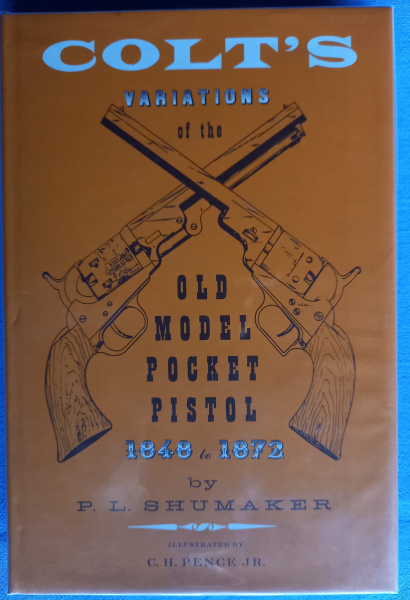 COLT'S
VARIATIONS
of the
OLD
MODEL
POCKET
PISTOL
1848 to 1872
by
P. L. SHUMAKER
ILLUSTRATED BY
C. H. PENCE JR.